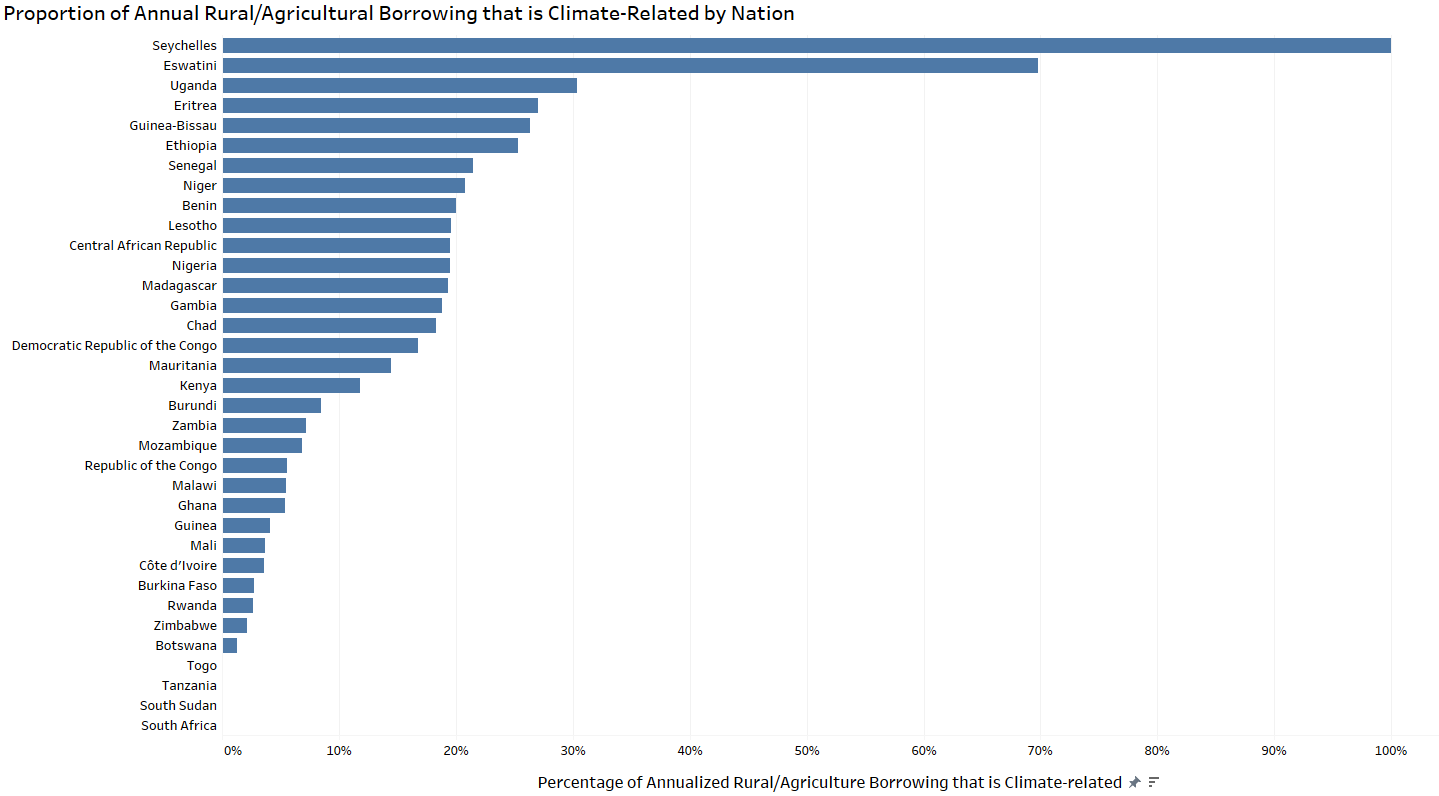 Proportion of Annual Rural/Agricultural Borrowing that is Climate-Related by Nation
Seychelles
Eswatini
Uganda
Eritrea
Guinea-Bissau
Ethiopia
Senegal
Niger
Benin
Lesotho
Central African Republic
Nigeria
Madagascar
Gambia
Chad
Democratic Republic of the Congo
Mauritania
Kenya
Burundi
Zambia
Mozambique
Republic of the Congo
Malawi
Ghana
Guinea
Mali
Côte d’Ivoire
Burkina Faso
Rwanda
Zimbabwe
Botswana
Togo
Tanzania
South Sudan
South Africa
0% 10% 20% 30% 40% 50% 60% 70% 80% 90% 100%
Percentage of Annualized Rural/Agriculture Borrowing that is Climate-related